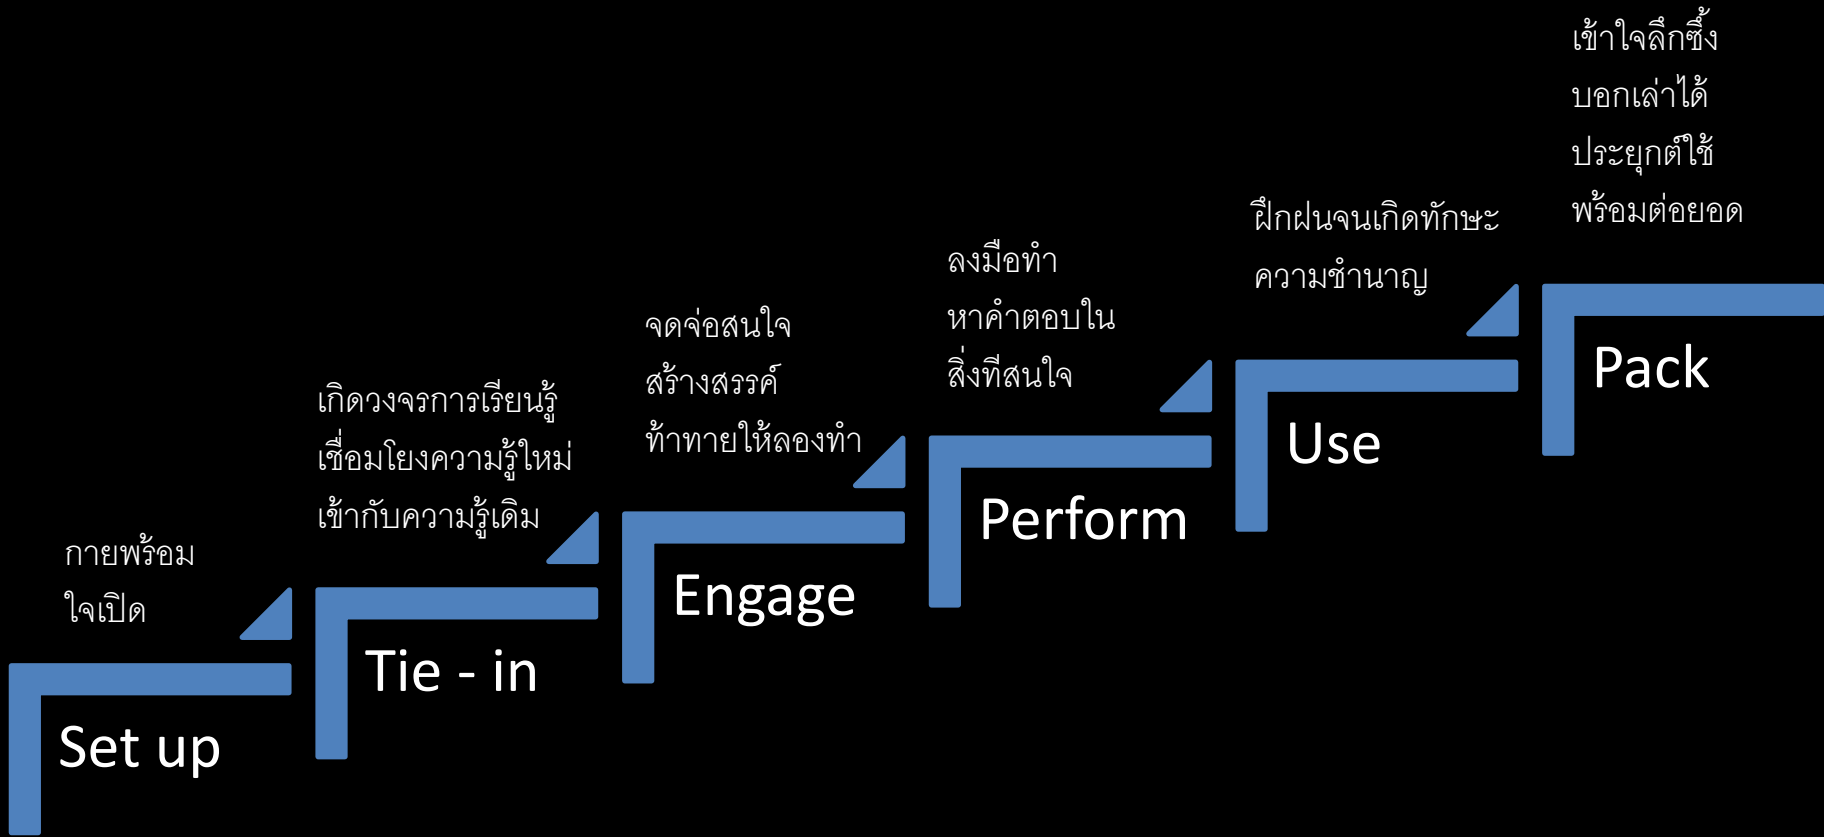 กายพร้อม
ใจเปิด
Set up
เกิดวงจรการเรียนรู้
เชื่อมโยงความรู้ใหม่
เข้ากับความรู้เดิม
Tie - in
จดจ่อสนใจ
สร้างสรรค์
ท้าทายให้ลองทำ
Engage
ลงมือทำ
หาคำตอบใน
สิ่งที่สนใจ
Perform
ฝึกฝนจนเกิดทักษะ
ความชำนาญ
Use
เข้าใจลึกซึ้ง
บอกเล่าได้
ประยุกต์ใช้
พร้อมต่อยอด
Pack